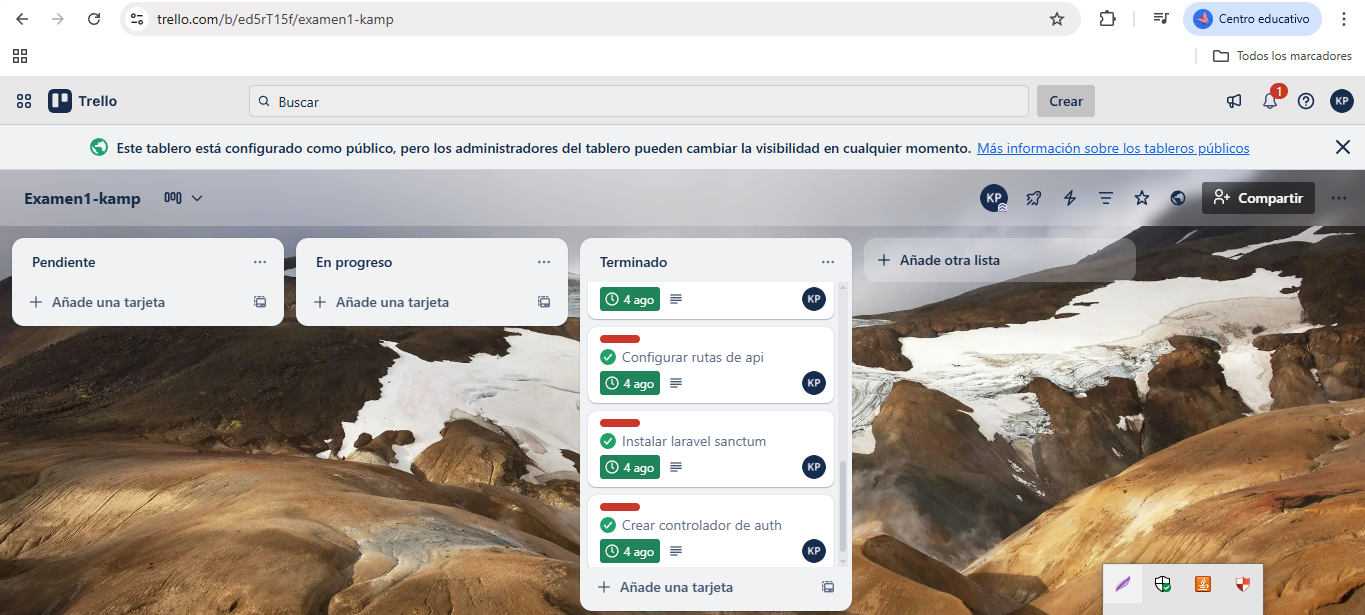 trello.com/b/ed5rT15f/examen1-kamp
Centro educativo
Todos los marcadores
Trello
Buscar
Crear
1
KP
Este tablero está configurado como público, pero los administradores del tablero pueden cambiar la visibilidad en cualquier momento. Más información sobre los tableros públicos
Examen1-kamp
KP
Compartir
Pendiente
Añade una tarjeta
En progreso
Añade una tarjeta
Terminado
4 ago
KP
Configurar rutas de api
4 ago
KP
Instalar laravel sanctum
4 ago
KP
Crear controlador de auth
4 ago
KP
Añade una tarjeta
Añade otra lista